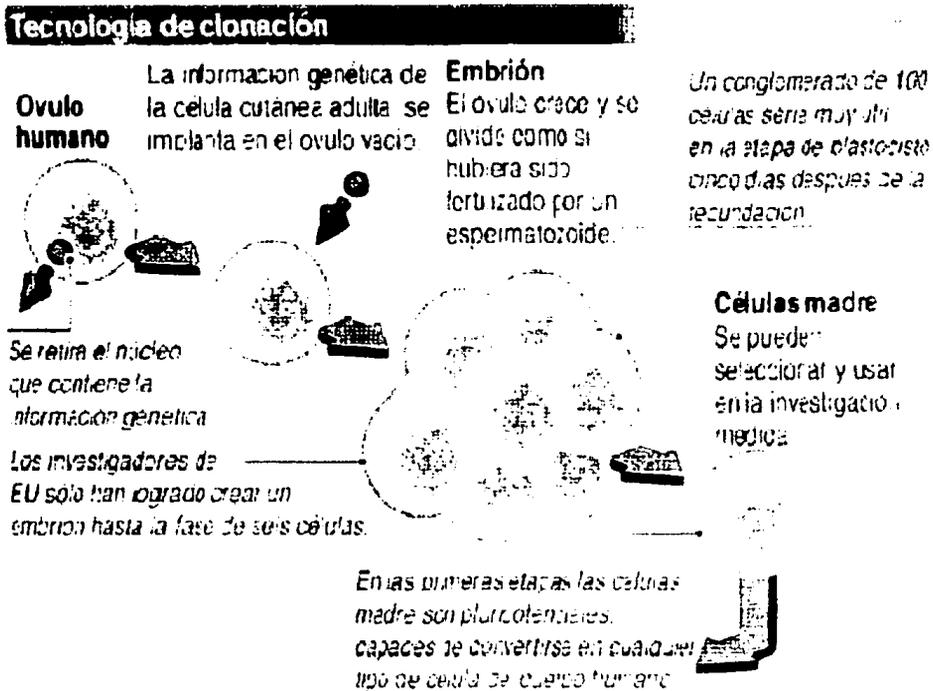 Tecnología de clonación
Ovulo
humano
La información genética de
la célula cutánea adulta se
implanta en el ovulo vacío
Embrión
El óvulo crece y se
divide como si
hubiera sido
fertilizado por un
espermatozoide.
Un conglomerado de 100
células sería muy útil
en la etapa de blastocisto
cinco días después de la
fecundación
Se retira el núcleo
que contiene la
información genética
Los investigadores de
EU sólo han logrado crear un
embrión hasta la fase de seis células.
Células madre
Se pueden
seleccionar y usar
en la investigación
médica
En las primeras etapas las células
madre son pluripotenciales,
capaces de convertirse en cualquier
tipo de célula del cuerpo humano